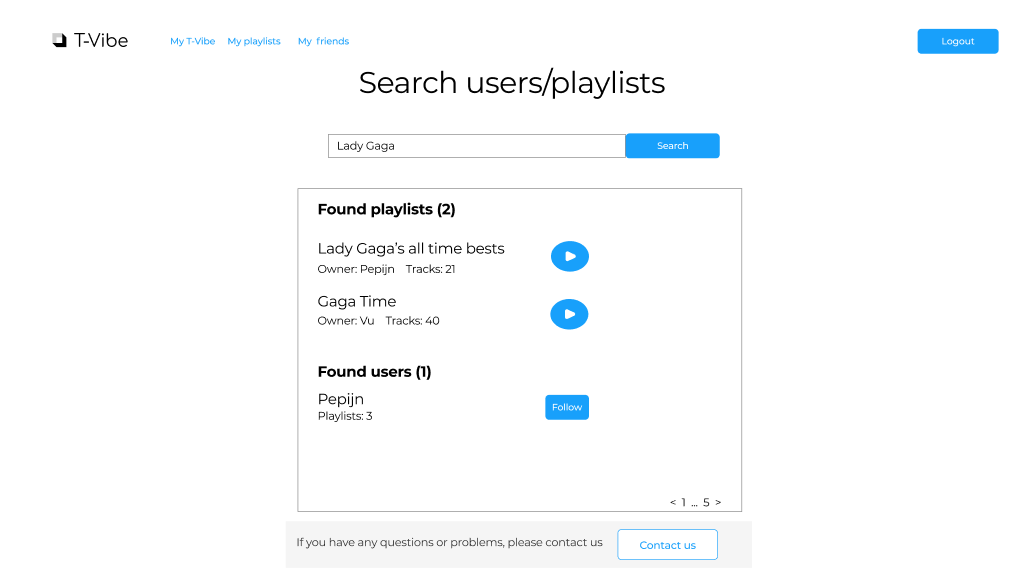 T-Vibe My T-Vibe My playlists My friends Logout
Search users/playlists
Lady Gaga Search
Found playlists (2)
Lady Gaga's all time bests
Owner: Pepijn Tracks: 21
Gaga Time
Owner: Vu Tracks: 40
Found users (1)
Pepijn
Playlists: 3
Follow
< 1 ... 5 >
If you have any questions or problems, please contact us Contact us